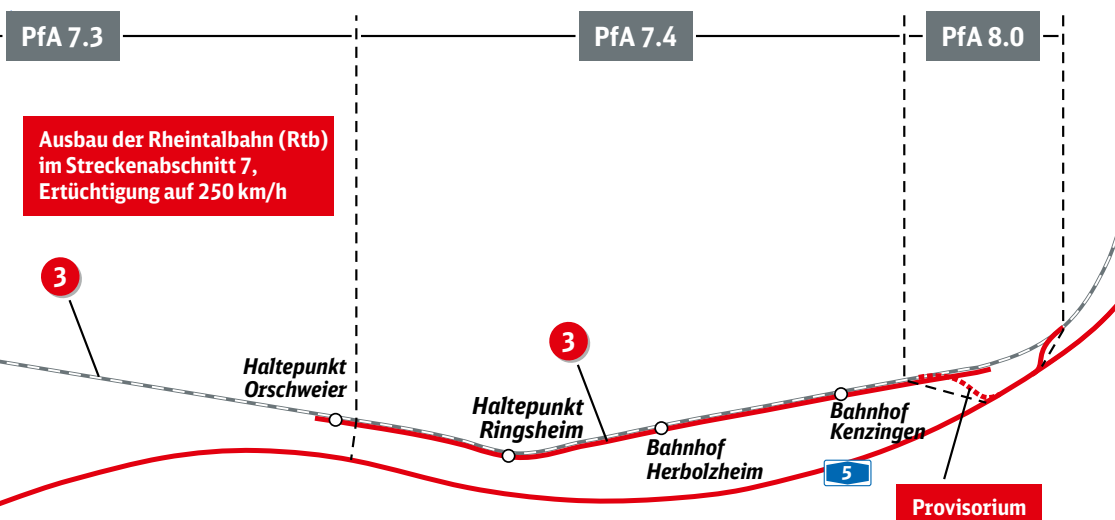 PfA 7.3
PfA 7.4
PfA 8.0
Ausbau der Rheintalbahn (Rtb)
im Streckenabschnitt 7,
Ertüchtigung auf 250 km/h
3
3
Haltepunkt
Orschweier
Haltepunkt
Ringsheim
Bahnhof
Herbolzheim
Bahnhof
Kenzingen
5
Provisorium